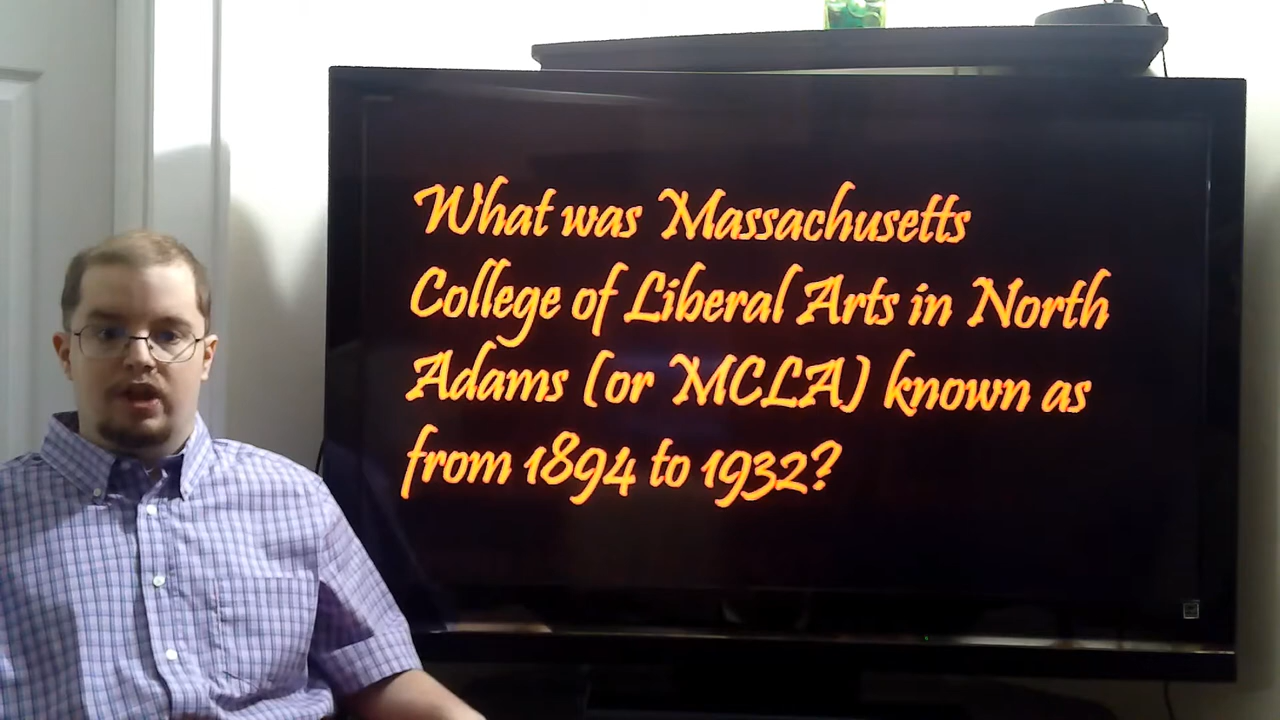 What was Massachusetts
College of Liberal Arts in North
Adams (or MCLA) known as
from 1894 to 1932?